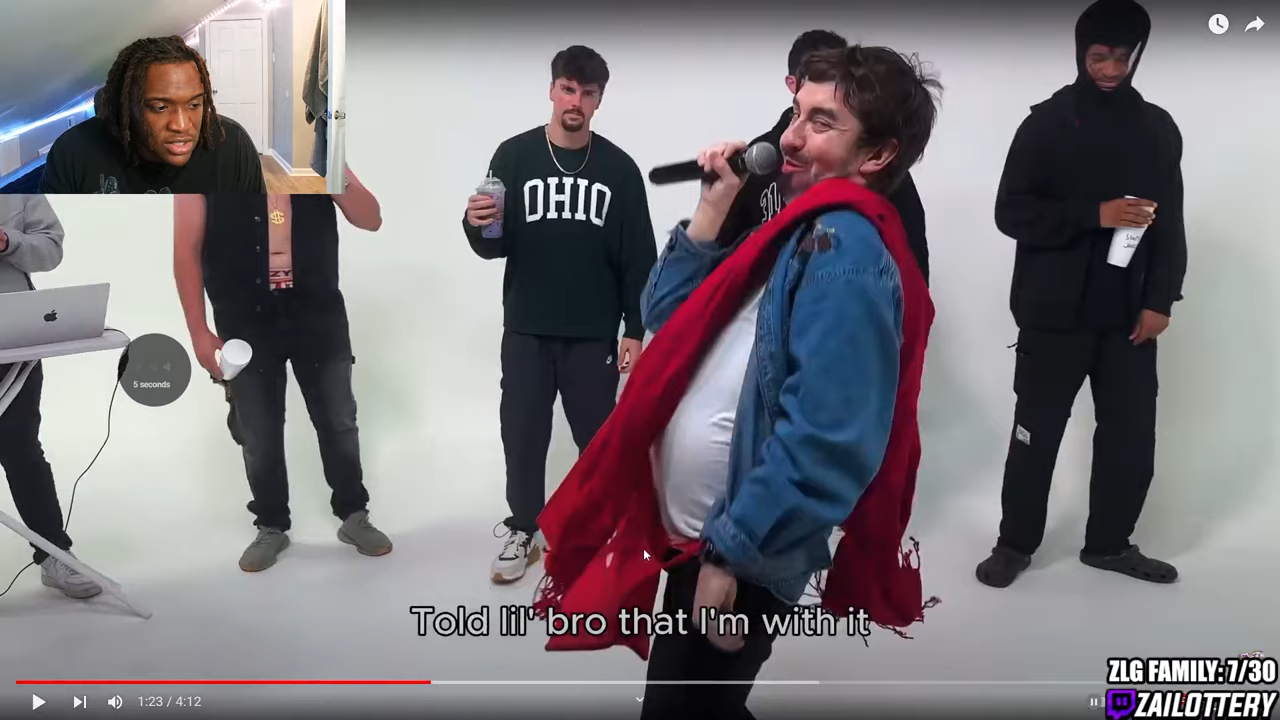 OHIO
5 seconds
Told lil' bro that I'm with it
1:23 / 4:12
ZLG FAMILY: 7/30
ZAILOTTERY